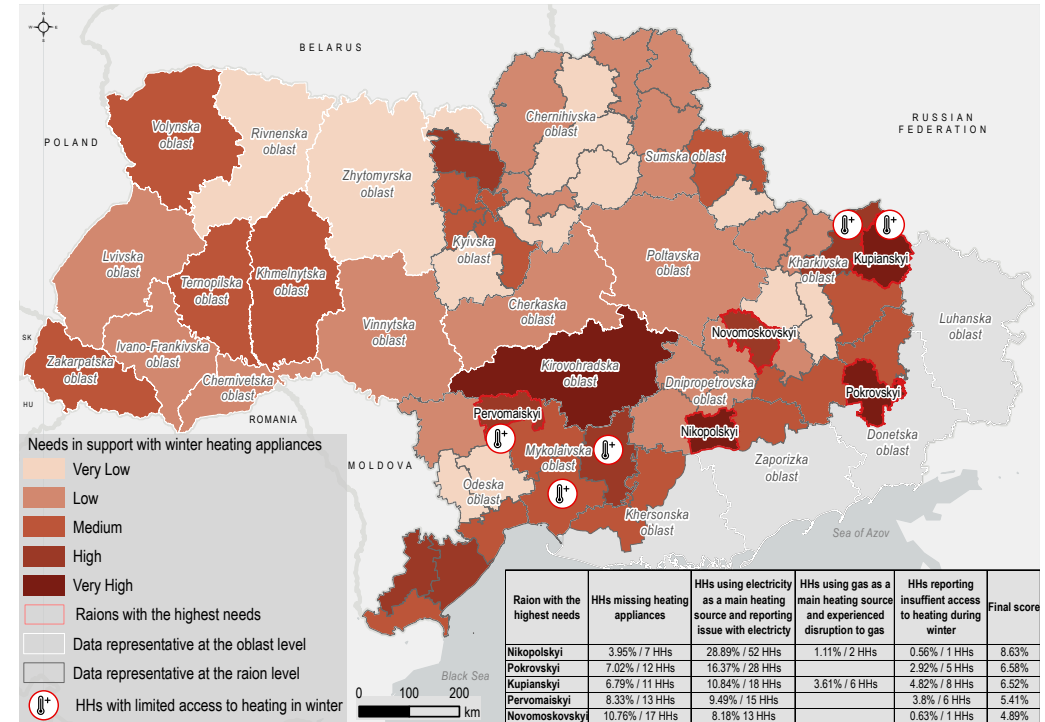 N
W
E
S
BELARUS
POLAND
RUSSIAN
FEDERATION
SK
HU
ROMANIA
MOLDOVA
Sea of Azov
Black Sea
Volynska
oblast
Rivnenska
oblast
Zhytomyrska
oblast
Chernihivska
oblast
Sumska oblast
Lvivska
oblast
Ternopilska
oblast
Khmelnytska
oblast
Kyivska
oblast
Poltavska
oblast
Kharkivska
oblast
Kupianskyi
Luhanska
oblast
Zakarpatska
oblast
Ivano-Frankivska
oblast
Chernivetska
oblast
Vinnytska
oblast
Cherkaska
oblast
Kirovohradska
oblast
Novomoskovskyi
Dnipropetrovska
oblast
Pokrovskyi
Pervomaiskyi
Nikopolskyi
Donetska
oblast
Mykolaivska
oblast
Zaporizka
oblast
Odeska
oblast
Khersonska
oblast
Needs in support with winter heating appliances
Very Low
Low
Medium
High
Very High
Raions with the highest needs
Data representative at the oblast level
Data representative at the raion level
HHs with limited access to heating in winter
0 100 200
km
Raion with the
highest needs
HHs missing heating
appliances
HHs using electricity
as a main heating
source and reporting
issue with electricity
HHs using gas as a
main heating source
and experienced
disruption to gas
HHs reporting
insuffient access
to heating during
winter
Final score
Nikopolskyi 3.95% / 7 HHs 28.89% / 52 HHs 1.11% / 2 HHs 0.56% / 1 HHs 8.63%
Pokrovskyi 7.02% / 12 HHs 16.37% / 28 HHs 2.92% / 5 HHs 6.58%
Kupianskyi 6.79% / 11 HHs 10.84% / 18 HHs 3.61% / 6 HHs 4.82% / 8 HHs 6.52%
Pervomaiskyi 8.33% / 13 HHs 9.49% / 15 HHs 3.8% / 6 HHs 5.41%
Novomoskovskyi 10.76% / 17 HHs 8.18% 13 HHs 0.63% / 1 HHs 4.89%